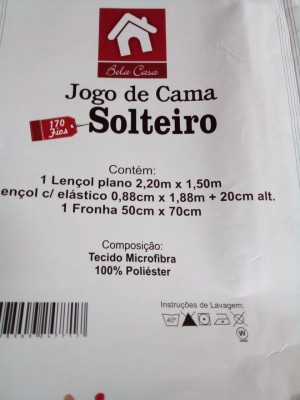 Bela Casa
Jogo de Cama
170 Fios
Solteiro
Contém:
1 Lençol plano 2,20m x 1,50m
ençol c/ elástico 0,88cm x 1,88m + 20cm alt.
1 Fronha 50cm x 70cm
Composição:
Tecido Microfibra
100% Poliéster
Instruções de Lavagem: